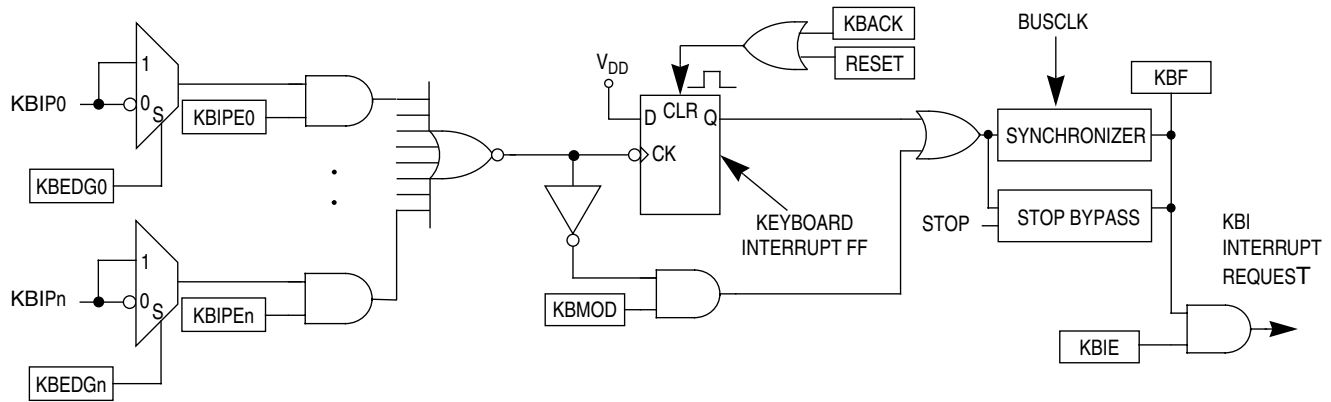 KBACK
RESET
BUSCLK
VDD
KBF
1
KBIP0
0
S
KBIPE0
KBEDG0
D
CLR
Q
CK
SYNCHRONIZER
KEYBOARD
INTERRUPT FF
STOP
STOP BYPASS
KBI
INTERRUPT
REQUEST
1
KBIPn
0
S
KBIPEn
KBMOD
KBIE
KBEDGn